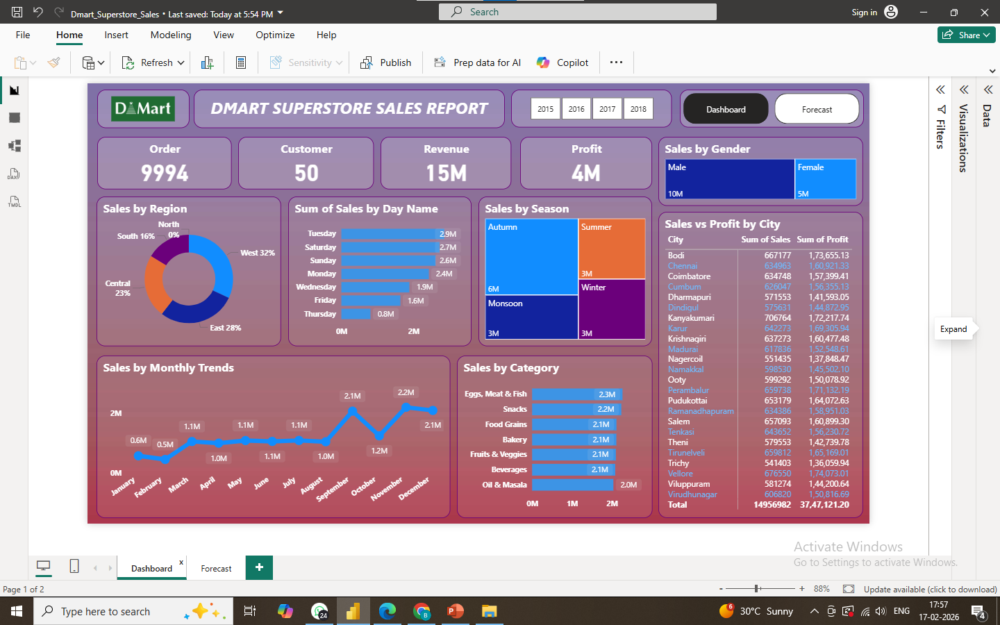 Dmart_Superstore_Sales • Last saved: Today at 5:54 PM
Search
Sign in
File Home Insert Modeling View Optimize Help
Share
Refresh
Sensitivity
Publish
Prep data for AI
Copilot
D Mart
DMART SUPERSTORE SALES REPORT
2015 2016 2017 2018
Dashboard
Forecast
Order
9994
Customer
50
Revenue
15M
Profit
4M
Sales by Gender
Male
10M
Female
5M
Sales by Region
North
0%
South 16%
West 32%
Central
23%
East 28%
Sum of Sales by Day Name
Tuesday 2.9M
Saturday 2.7M
Sunday 2.6M
Monday 2.4M
Wednesday 1.9M
Friday 1.6M
Thursday 0.8M
0M 2M
Sales by Season
Autumn
6M
Summer
3M
Monsoon
3M
Winter
3M
Sales vs Profit by City
City Sum of Sales Sum of Profit
Bodi 667177 1,73,655.13
Chennai 634963 1,60,921.33
Coimbatore 634748 1,57,399.41
Cumbum 626047 1,56,355.13
Dharmapuri 571553 1,41,593.05
Dindigul 575631 1,44,872.95
Kanyakumari 706764 1,72,217.74
Karur 642273 1,69,305.94
Krishnagiri 637273 1,60,477.48
Madurai 617836 1,52,548.61
Nagercoil 551435 1,37,848.47
Namakkal 598530 1,45,502.10
Ooty 599292 1,50,078.92
Perambalur 659738 1,71,132.19
Pudukottai 653179 1,64,072.63
Ramanadhapuram 634386 1,58,951.03
Salem 657093 1,60,899.30
Tenkasi 643652 1,56,230.72
Theni 579553 1,42,739.78
Tirunelveli 659812 1,65,169.01
Trichy 541403 1,36,059.94
Vellore 676550 1,74,073.01
Viluppuram 581274 1,44,200.64
Virudhunagar 606820 1,50,816.69
Total 14956982 37,47,121.20
Sales by Monthly Trends
2M
0M
0.6M 0.5M 1.1M 1.0M 1.1M 1.1M 1.1M 1.0M 2.1M 1.2M 2.2M 2.1M
January February March April May June July August September October November December
Sales by Category
Eggs, Meat & Fish 2.3M
Snacks 2.2M
Food Grains 2.1M
Bakery 2.1M
Fruits & Veggies 2.1M
Beverages 2.1M
Oil & Masala 2.0M
0M 1M 2M
Filters
Visualizations
Data
Expand
DAX
TMDL
Activate Windows
Go to Settings to activate Windows.
Dashboard x
Forecast
+
Page 1 of 2
- + 88%
Update available (click to download)
Type here to search
24
6
30°C Sunny
ENG
17:57
17-02-2026
4